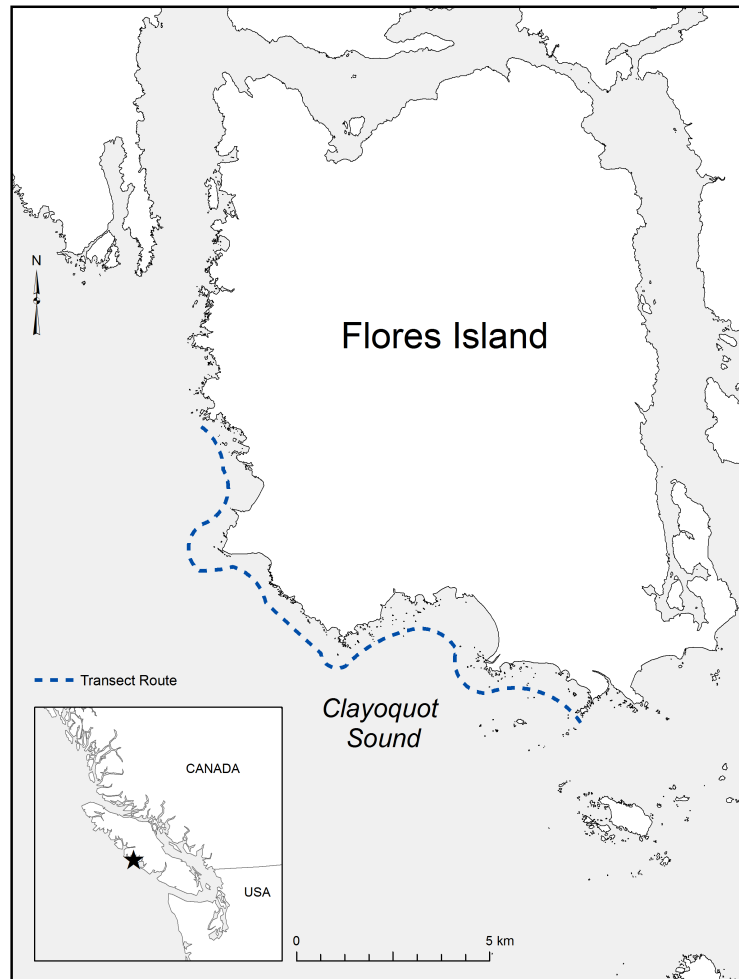 N
Flores Island
Transect Route
Clayoquot
Sound
CANADA
USA
0 5 km